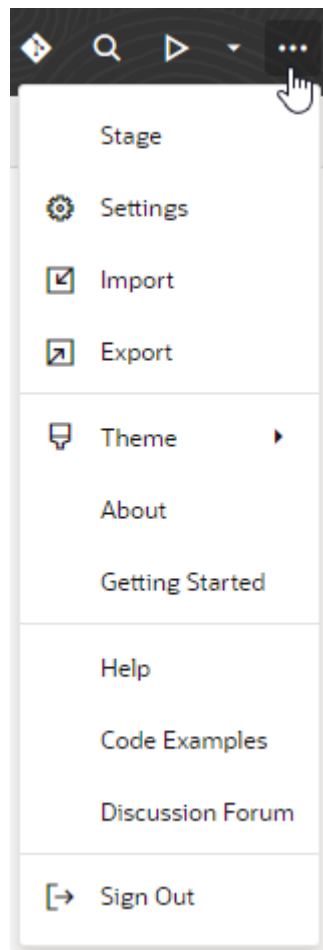 Stage
Settings
Import
Export
Theme
About
Getting Started
Help
Code Examples
Discussion Forum
Sign Out